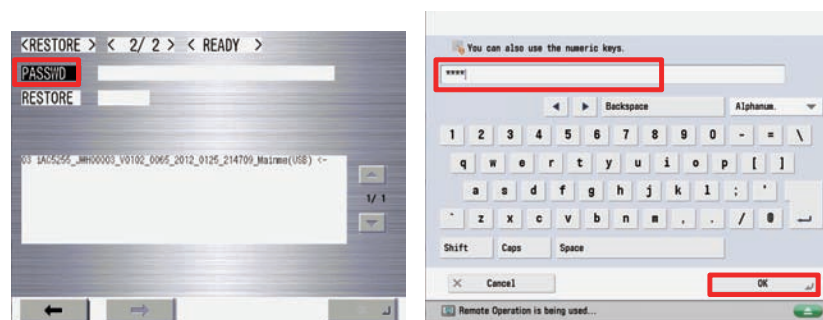 <RESTORE > < 2/ 2 > < READY >
PASSWD
RESTORE
03 iAC5255_JWH00003_V0102_0065_2012_0125_214709_Mainme(USB) <-
1/ 1
You can also use the numeric keys.
****
Backspace Alphanum.
1 2 3 4 5 6 7 8 9 0 - = \
q w e r t y u i o p [ ]
a s d f g h j k l ; '
` z x c v b n m , . / @
Shift Caps Space
Cancel OK
Remote Operation is being used...